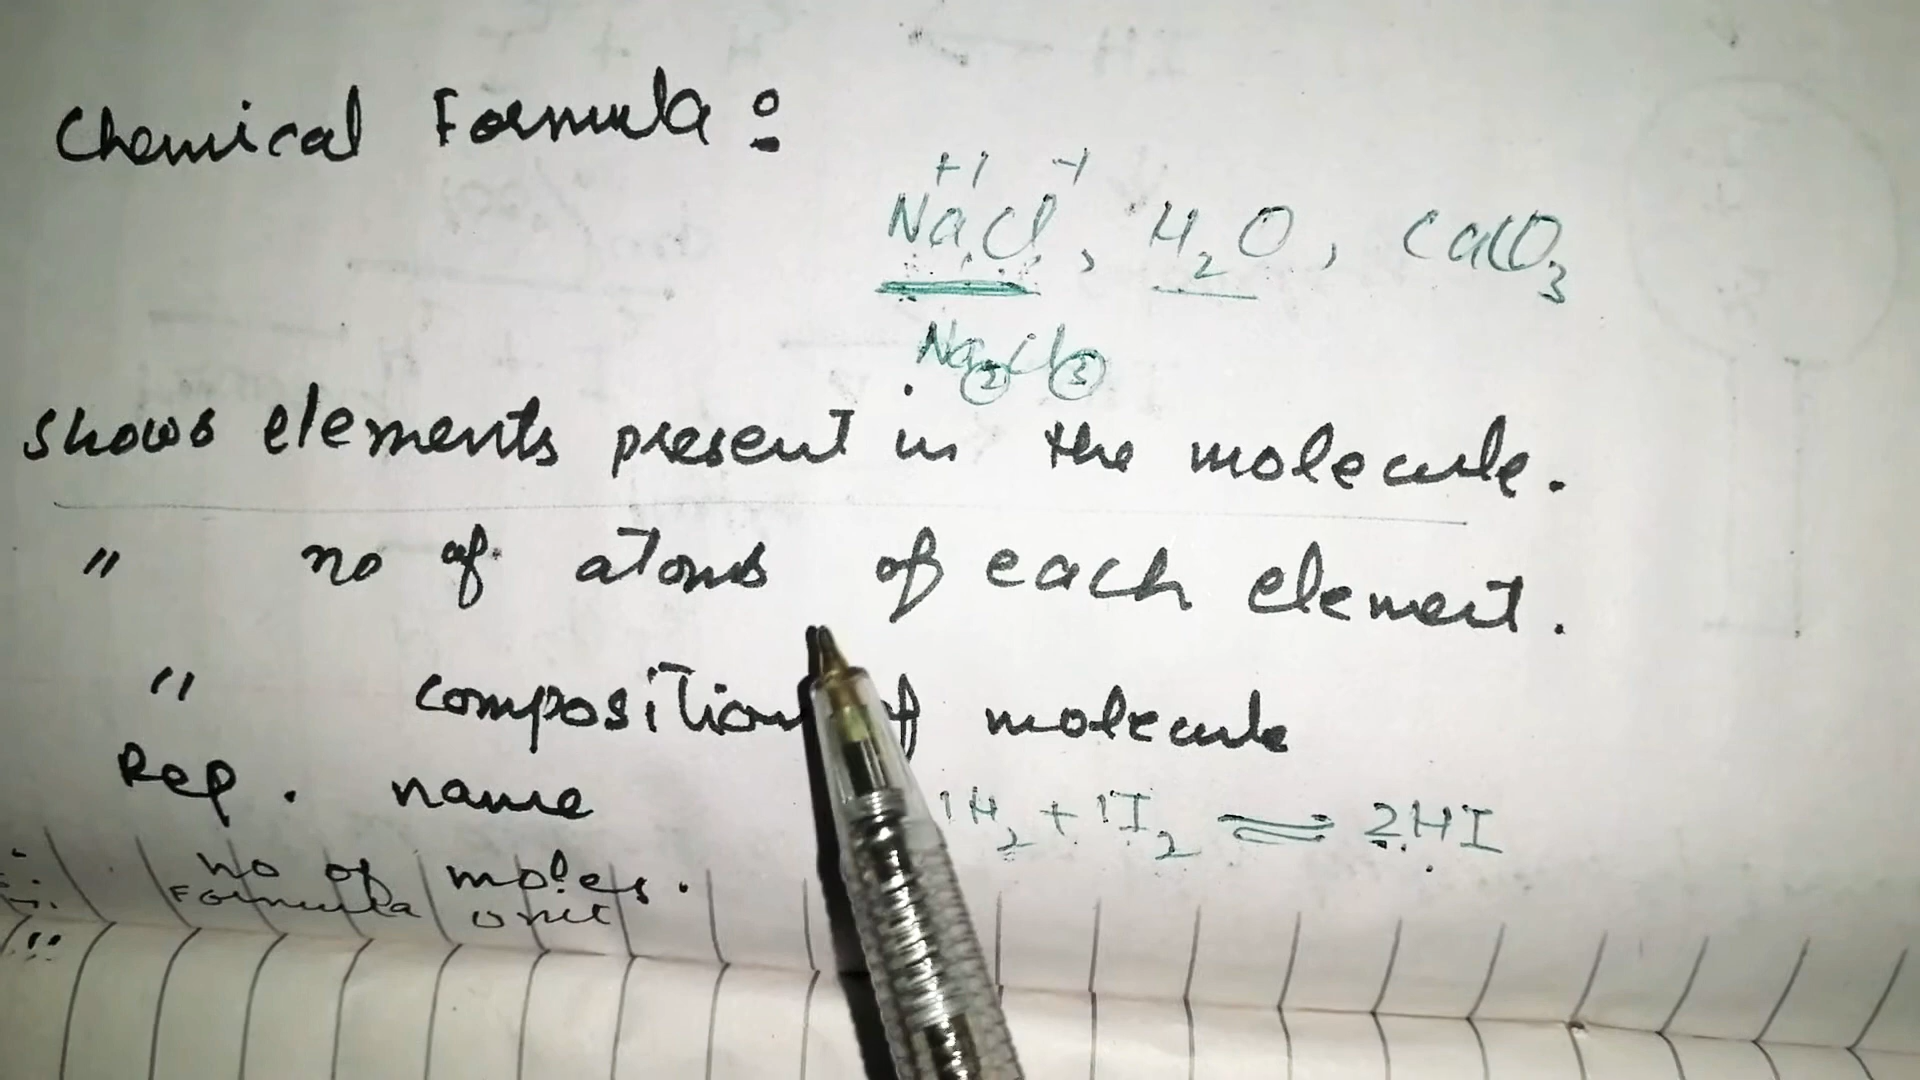 Chemical Formula :
+1 -1
NaCl, H₂O, CaCO₃
Na₂Cl₃
shows elements present in the molecule.
" no of atoms of each element.
" composition of molecule
Rep. name
1H₂ + 1I₂ ⇌ 2HI
no of moles.
Formula unit